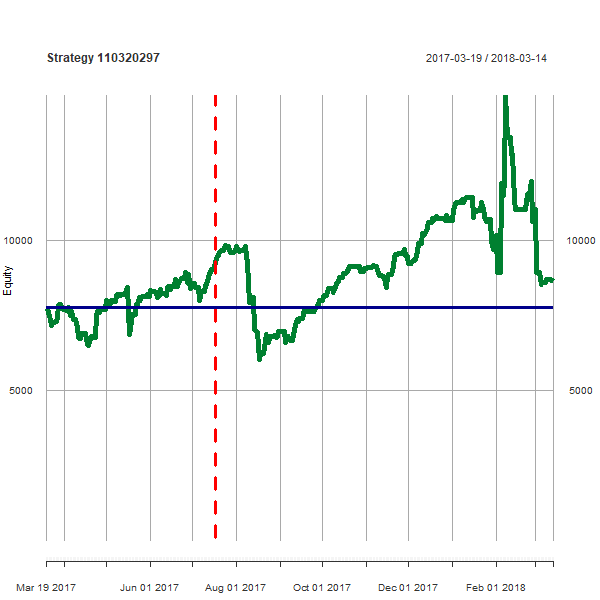 Strategy 110320297
2017-03-19 / 2018-03-14
10000
10000
Equity
5000
5000
Mar 19 2017
Jun 01 2017
Aug 01 2017
Oct 01 2017
Dec 01 2017
Feb 01 2018